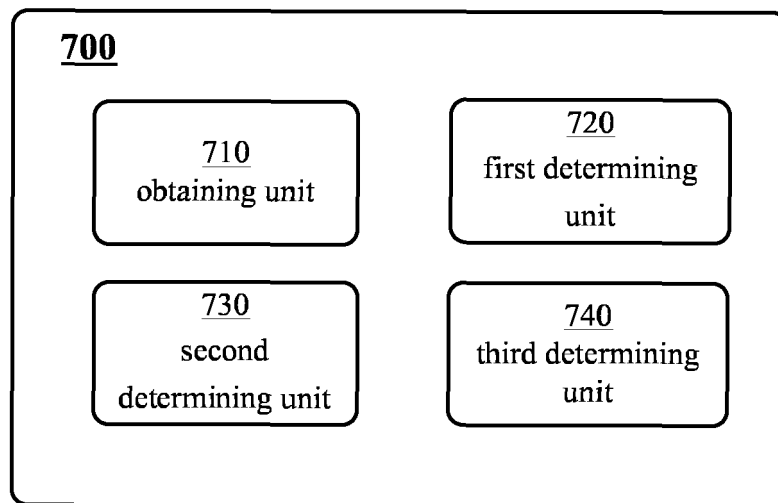 700
710
obtaining unit
720
first determining
unit
730
second
determining unit
740
third determining
unit